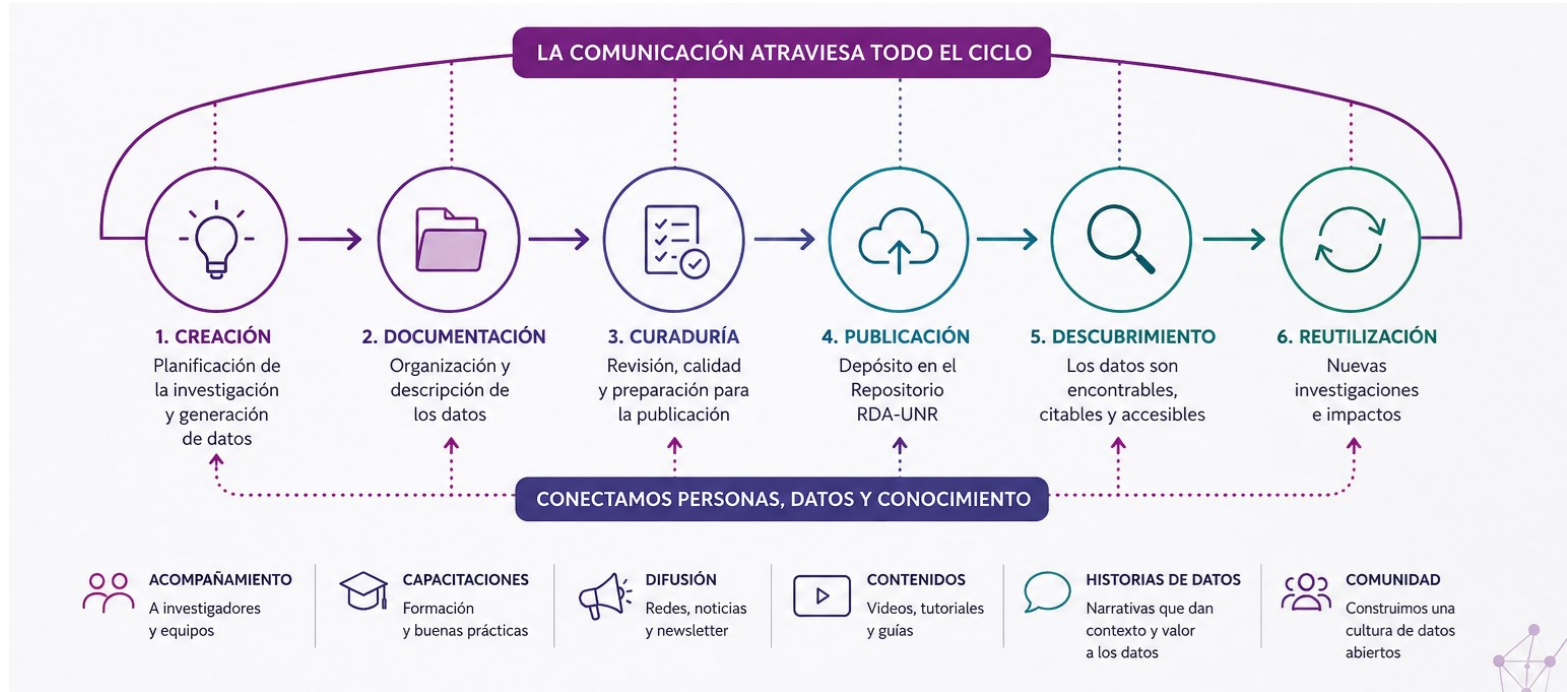 LA COMUNICACIÓN ATRAVIESA TODO EL CICLO
1. CREACIÓN
Planificación de
la investigación
y generación
de datos
2. DOCUMENTACIÓN
Organización y
descripción de
los datos
3. CURADURÍA
Revisión, calidad
y preparación para
la publicación
4. PUBLICACIÓN
Depósito en el
Repositorio
RDA-UNR
5. DESCUBRIMIENTO
Los datos son
encontrables,
citables y accesibles
6. REUTILIZACIÓN
Nuevas
investigaciones
e impactos
CONECTAMOS PERSONAS, DATOS Y CONOCIMIENTO
ACOMPAÑAMIENTO
A investigadores
y equipos
CAPACITACIONES
Formación
y buenas prácticas
DIFUSIÓN
Redes, noticias
y newsletter
CONTENIDOS
Videos, tutoriales
y guías
HISTORIAS DE DATOS
Narrativas que dan
contexto y valor
a los datos
COMUNIDAD
Construimos una
cultura de datos
abiertos